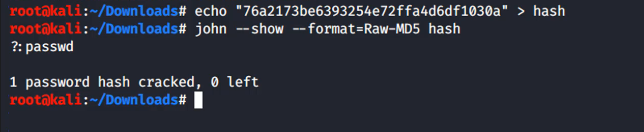 root@kali:~/Downloads# echo "76a2173be6393254e72ffa4d6df1030a" > hash
root@kali:~/Downloads# john --show --format=Raw-MD5 hash
?:passwd
1 password hash cracked, 0 left
root@kali:~/Downloads#